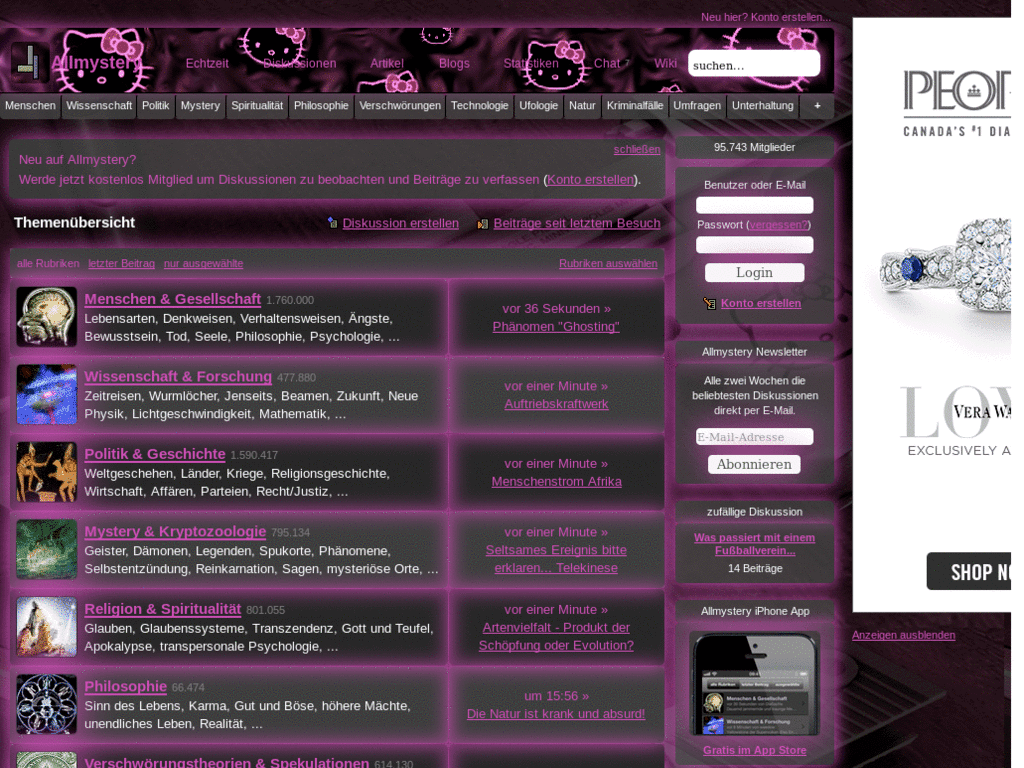 Neu hier? Konto erstellen...
Allmystery
Echtzeit Diskussionen Artikel Blogs Statistiken Chat 7 Wiki
suchen...
Menschen Wissenschaft Politik Mystery Spiritualität Philosophie Verschwörungen Technologie Ufologie Natur Kriminalfälle Umfragen Unterhaltung +
schließen
Neu auf Allmystery?
Werde jetzt kostenlos Mitglied um Diskussionen zu beobachten und Beiträge zu verfassen (Konto erstellen).
Themenübersicht Diskussion erstellen Beiträge seit letztem Besuch
alle Rubriken letzter Beitrag nur ausgewählte Rubriken auswählen
Menschen & Gesellschaft 1.760.000
Lebensarten, Denkweisen, Verhaltensweisen, Ängste,
Bewusstsein, Tod, Seele, Philosophie, Psychologie, ...
vor 36 Sekunden »
Phänomen "Ghosting"
Wissenschaft & Forschung 477.880
Zeitreisen, Wurmlöcher, Jenseits, Beamen, Zukunft, Neue
Physik, Lichtgeschwindigkeit, Mathematik, ...
vor einer Minute »
Auftriebskraftwerk
Politik & Geschichte 1.590.417
Weltgeschehen, Länder, Kriege, Religionsgeschichte,
Wirtschaft, Affären, Parteien, Recht/Justiz, ...
vor einer Minute »
Menschenstrom Afrika
Mystery & Kryptozoologie 795.134
Geister, Dämonen, Legenden, Spukorte, Phänomene,
Selbstentzündung, Reinkarnation, Sagen, mysteriöse Orte, ...
vor einer Minute »
Seltsames Ereignis bitte
erklaren... Telekinese
Religion & Spiritualität 801.055
Glauben, Glaubenssysteme, Transzendenz, Gott und Teufel,
Apokalypse, transpersonale Psychologie, ...
vor einer Minute »
Artenvielfalt - Produkt der
Schöpfung oder Evolution?
Philosophie 66.474
Sinn des Lebens, Karma, Gut und Böse, höhere Mächte,
unendliches Leben, Realität, ...
um 15:56 »
Die Natur ist krank und absurd!
Verschwörungstheorien & Spekulationen 614.130
95.743 Mitglieder
Benutzer oder E-Mail
Passwort (vergessen?)
Login
Konto erstellen
Allmystery Newsletter
Alle zwei Wochen die
beliebtesten Diskussionen
direkt per E-Mail.
E-Mail-Adresse
Abonnieren
zufällige Diskussion
Was passiert mit einem
Fußballverein...
14 Beiträge
Allmystery iPhone App
Menschen & Gesellschaft
Wissenschaft & Forschung
Gratis im App Store
PEO
CANADA'S #1 DIA
LOV
VERA WA
EXCLUSIVELY A
SHOP NO
Anzeigen ausblenden